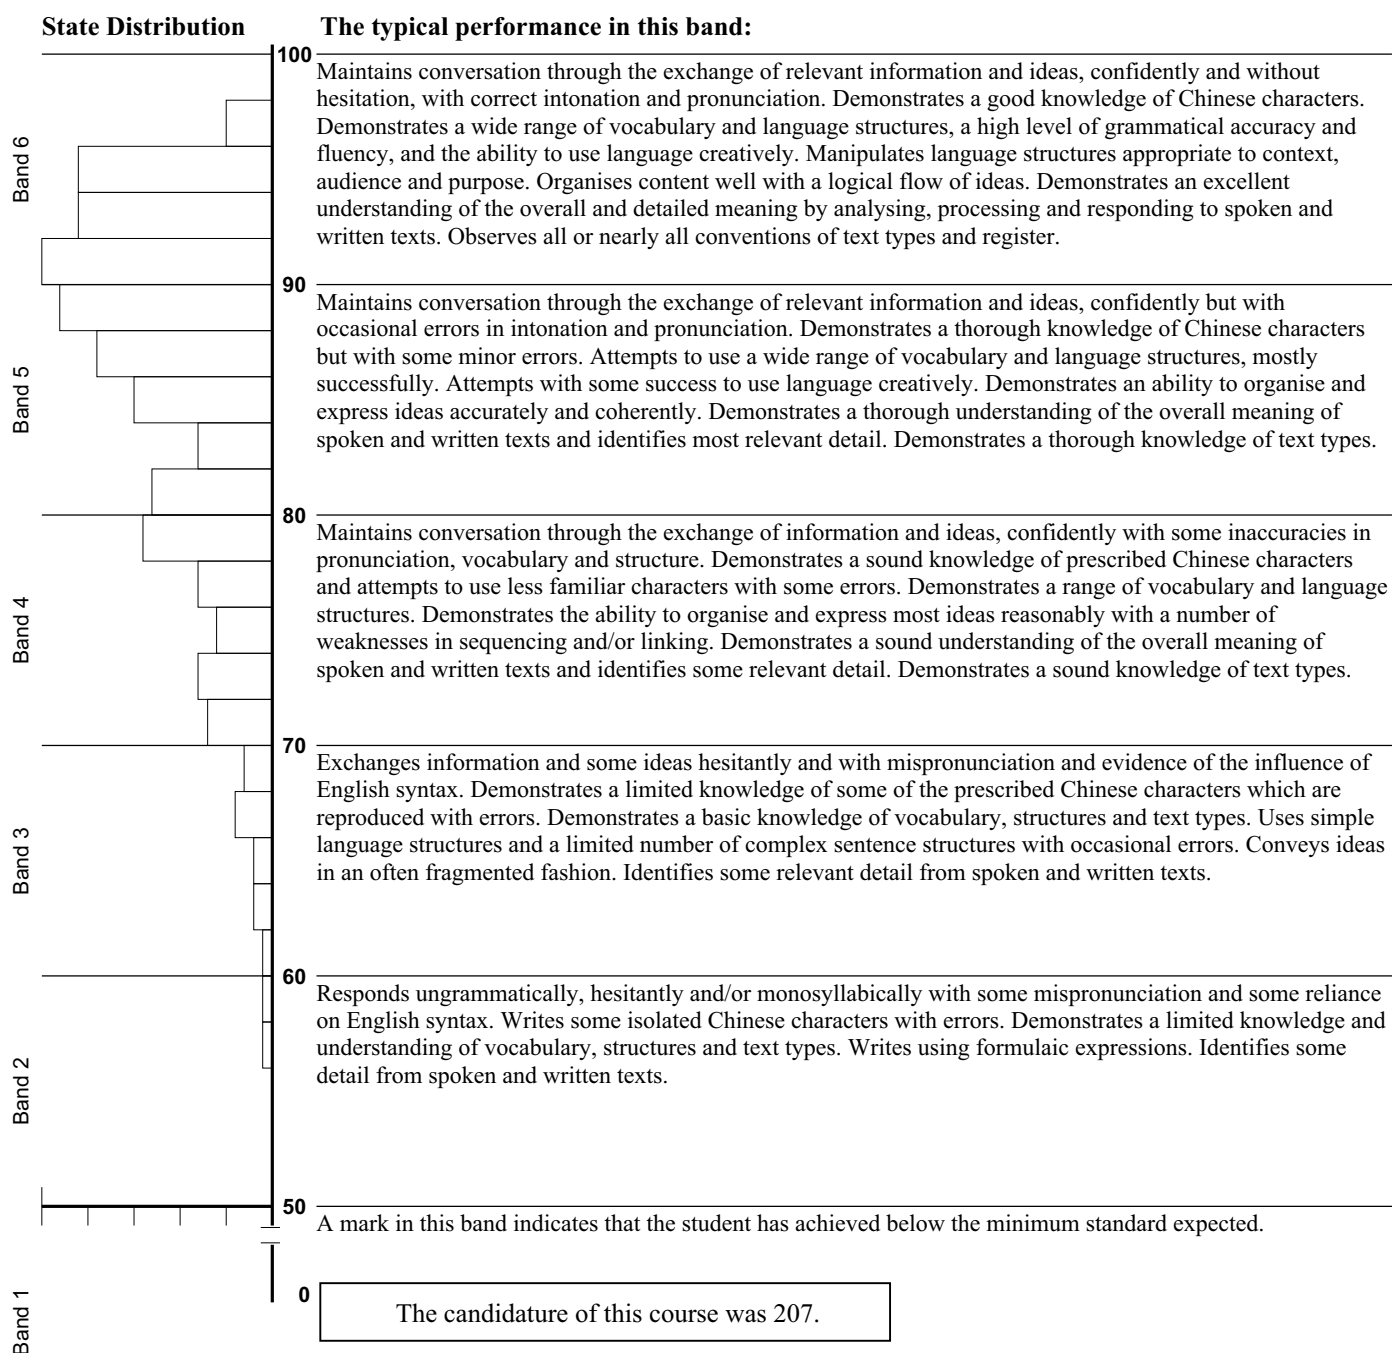 State Distribution
The typical performance in this band:
100
Band 6
Maintains conversation through the exchange of relevant information and ideas, confidently and without
hesitation, with correct intonation and pronunciation. Demonstrates a good knowledge of Chinese characters.
Demonstrates a wide range of vocabulary and language structures, a high level of grammatical accuracy and
fluency, and the ability to use language creatively. Manipulates language structures appropriate to context,
audience and purpose. Organises content well with a logical flow of ideas. Demonstrates an excellent
understanding of the overall and detailed meaning by analysing, processing and responding to spoken and
written texts. Observes all or nearly all conventions of text types and register.
90
Band 5
Maintains conversation through the exchange of relevant information and ideas, confidently but with
occasional errors in intonation and pronunciation. Demonstrates a thorough knowledge of Chinese characters
but with some minor errors. Attempts to use a wide range of vocabulary and language structures, mostly
successfully. Attempts with some success to use language creatively. Demonstrates an ability to organise and
express ideas accurately and coherently. Demonstrates a thorough understanding of the overall meaning of
spoken and written texts and identifies most relevant detail. Demonstrates a thorough knowledge of text types.
80
Band 4
Maintains conversation through the exchange of information and ideas, confidently with some inaccuracies in
pronunciation, vocabulary and structure. Demonstrates a sound knowledge of prescribed Chinese characters
and attempts to use less familiar characters with some errors. Demonstrates a range of vocabulary and language
structures. Demonstrates the ability to organise and express most ideas reasonably with a number of
weaknesses in sequencing and/or linking. Demonstrates a sound understanding of the overall meaning of
spoken and written texts and identifies some relevant detail. Demonstrates a sound knowledge of text types.
70
Band 3
Exchanges information and some ideas hesitantly and with mispronunciation and evidence of the influence of
English syntax. Demonstrates a limited knowledge of some of the prescribed Chinese characters which are
reproduced with errors. Demonstrates a basic knowledge of vocabulary, structures and text types. Uses simple
language structures and a limited number of complex sentence structures with occasional errors. Conveys ideas
in an often fragmented fashion. Identifies some relevant detail from spoken and written texts.
60
Band 2
Responds ungrammatically, hesitantly and/or monosyllabically with some mispronunciation and some reliance
on English syntax. Writes some isolated Chinese characters with errors. Demonstrates a limited knowledge and
understanding of vocabulary, structures and text types. Writes using formulaic expressions. Identifies some
detail from spoken and written texts.
50
A mark in this band indicates that the student has achieved below the minimum standard expected.
Band 1
0
The candidature of this course was 207.